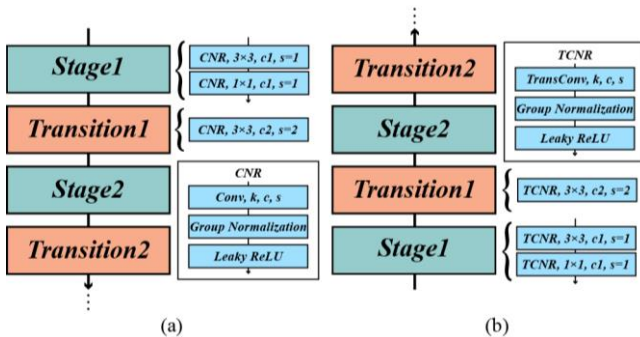 Stage1
CNR, 3×3, c1, s=1
CNR, 1×1, c1, s=1
Transition1
CNR, 3×3, c2, s=2
Stage2
Transition2
CNR
Conv, k, c, s
Group Normalization
Leaky ReLU
(a)
Transition2
Stage2
Transition1
Stage1
TCNR
TransConv, k, c, s
Group Normalization
Leaky ReLU
TCNR, 3×3, c2, s=2
TCNR, 3×3, c1, s=1
TCNR, 1×1, c1, s=1
(b)